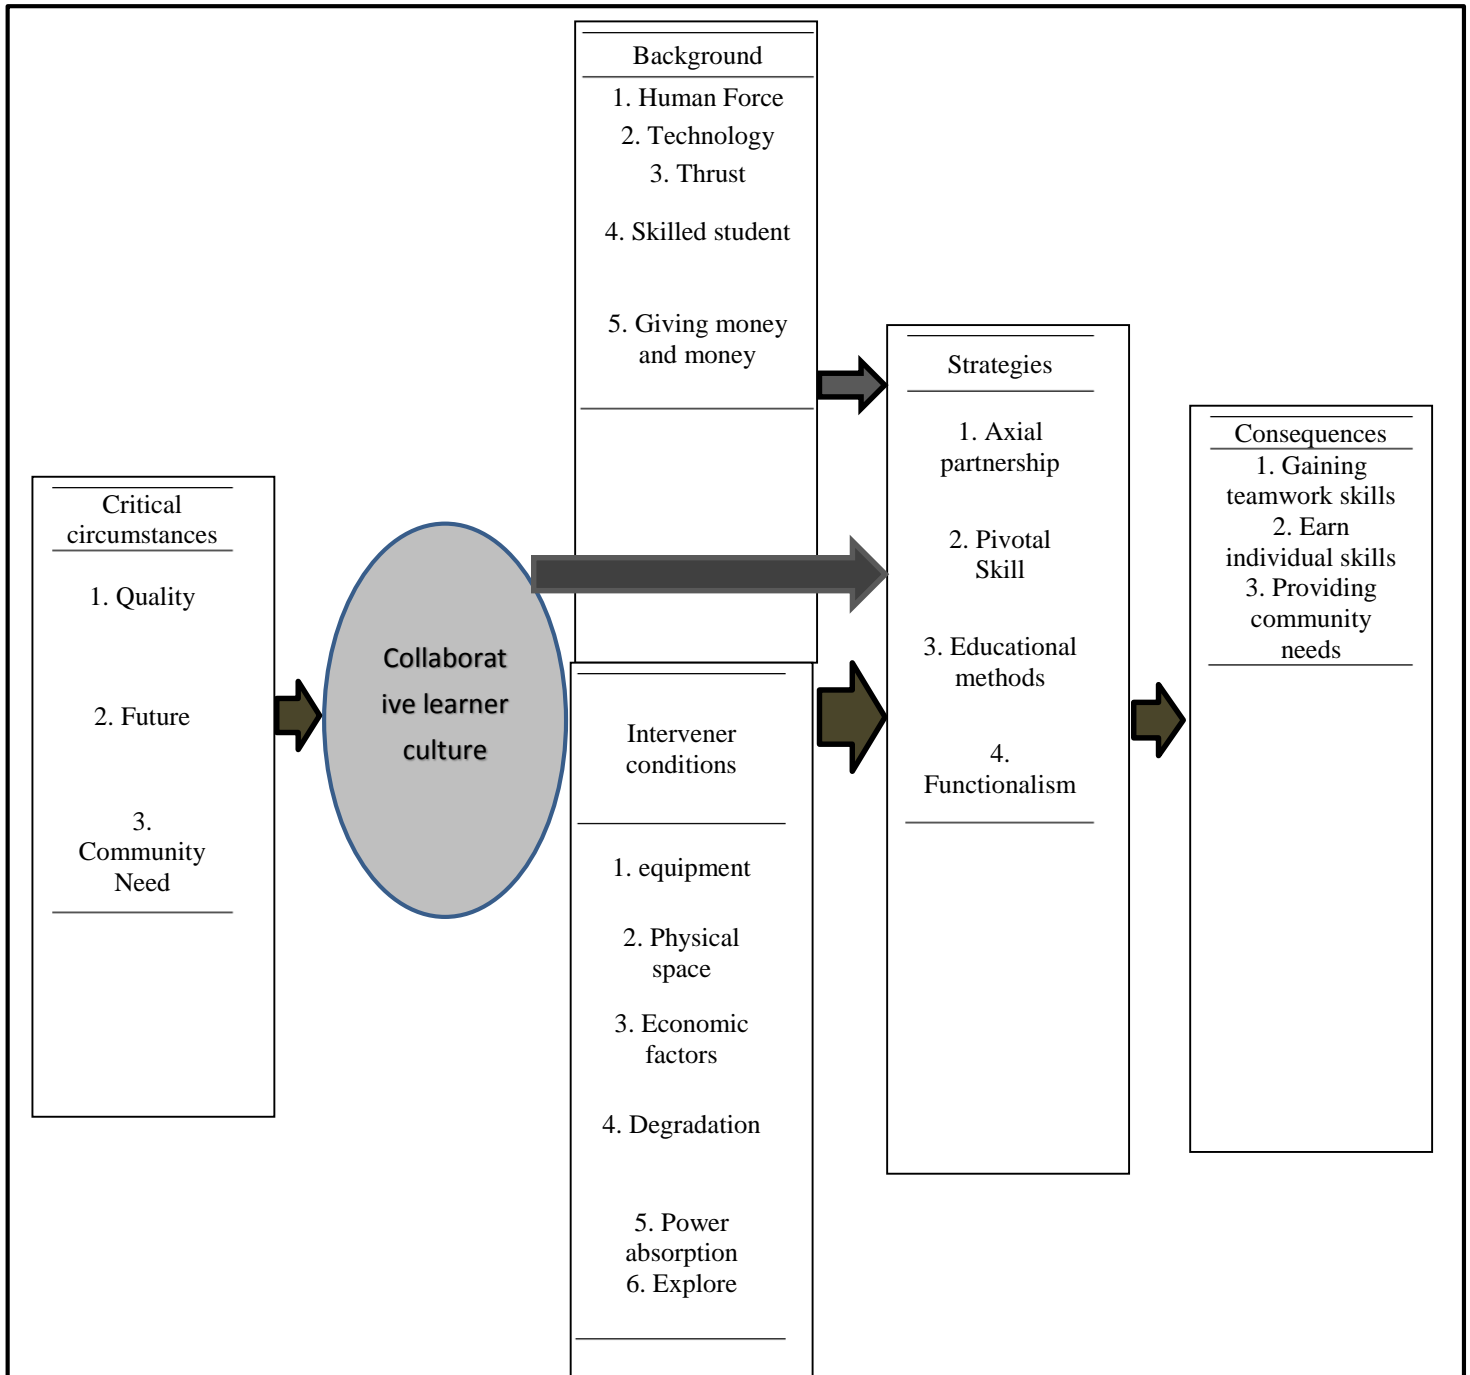 Background
1. Human Force
2. Technology
3. Thrust
4. Skilled student
5. Giving money
and money
Critical
circumstances
1. Quality
2. Future
3.
Community
Need
Collaborat
ive learner
culture
Intervener
conditions
1. equipment
2. Physical
space
3. Economic
factors
4. Degradation
5. Power
absorption
6. Explore
Strategies
1. Axial
partnership
2. Pivotal
Skill
3. Educational
methods
4.
Functionalism
Consequences
1. Gaining
teamwork skills
2. Earn
individual skills
3. Providing
community
needs